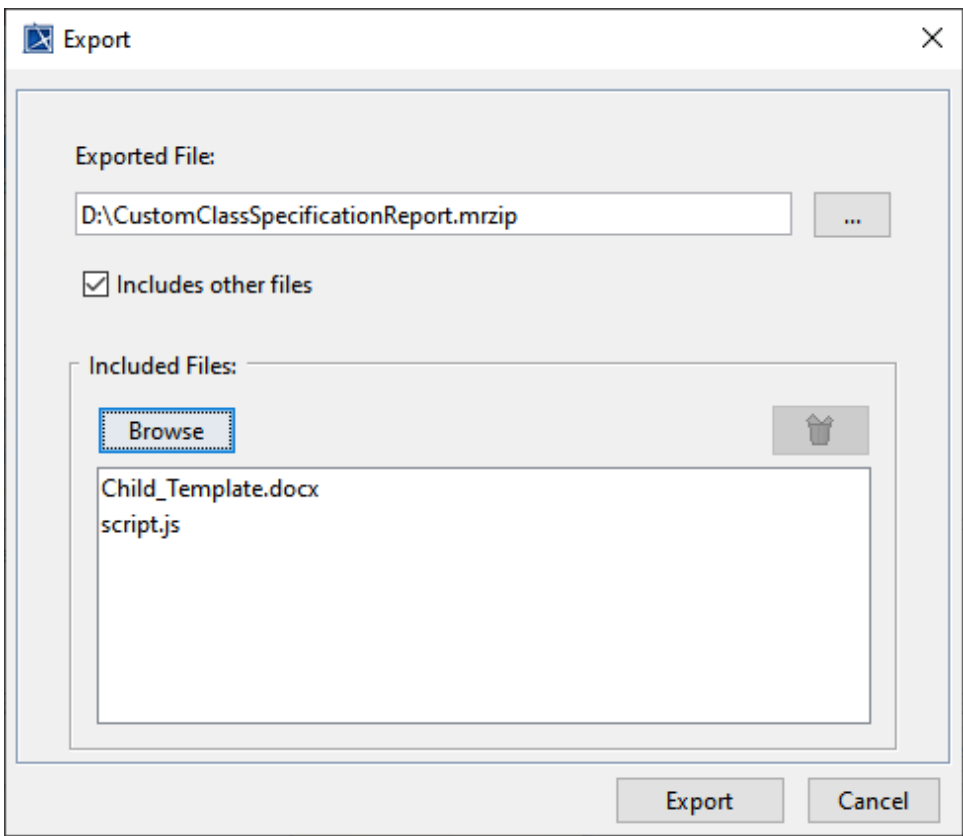 Export
Exported File:
D:\CustomClassSpecificationReport.mrzip
...
Includes other files
Included Files:
Browse
Child_Template.docx
script.js
Export Cancel